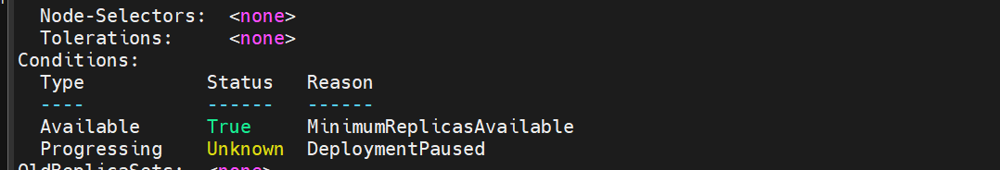 Node-Selectors:  <none>
Tolerations:     <none>
Conditions:
Type           Status   Reason
----           ------   ------
Available      True     MinimumReplicasAvailable
Progressing    Unknown  DeploymentPaused
OldReplicaSets:  <none>